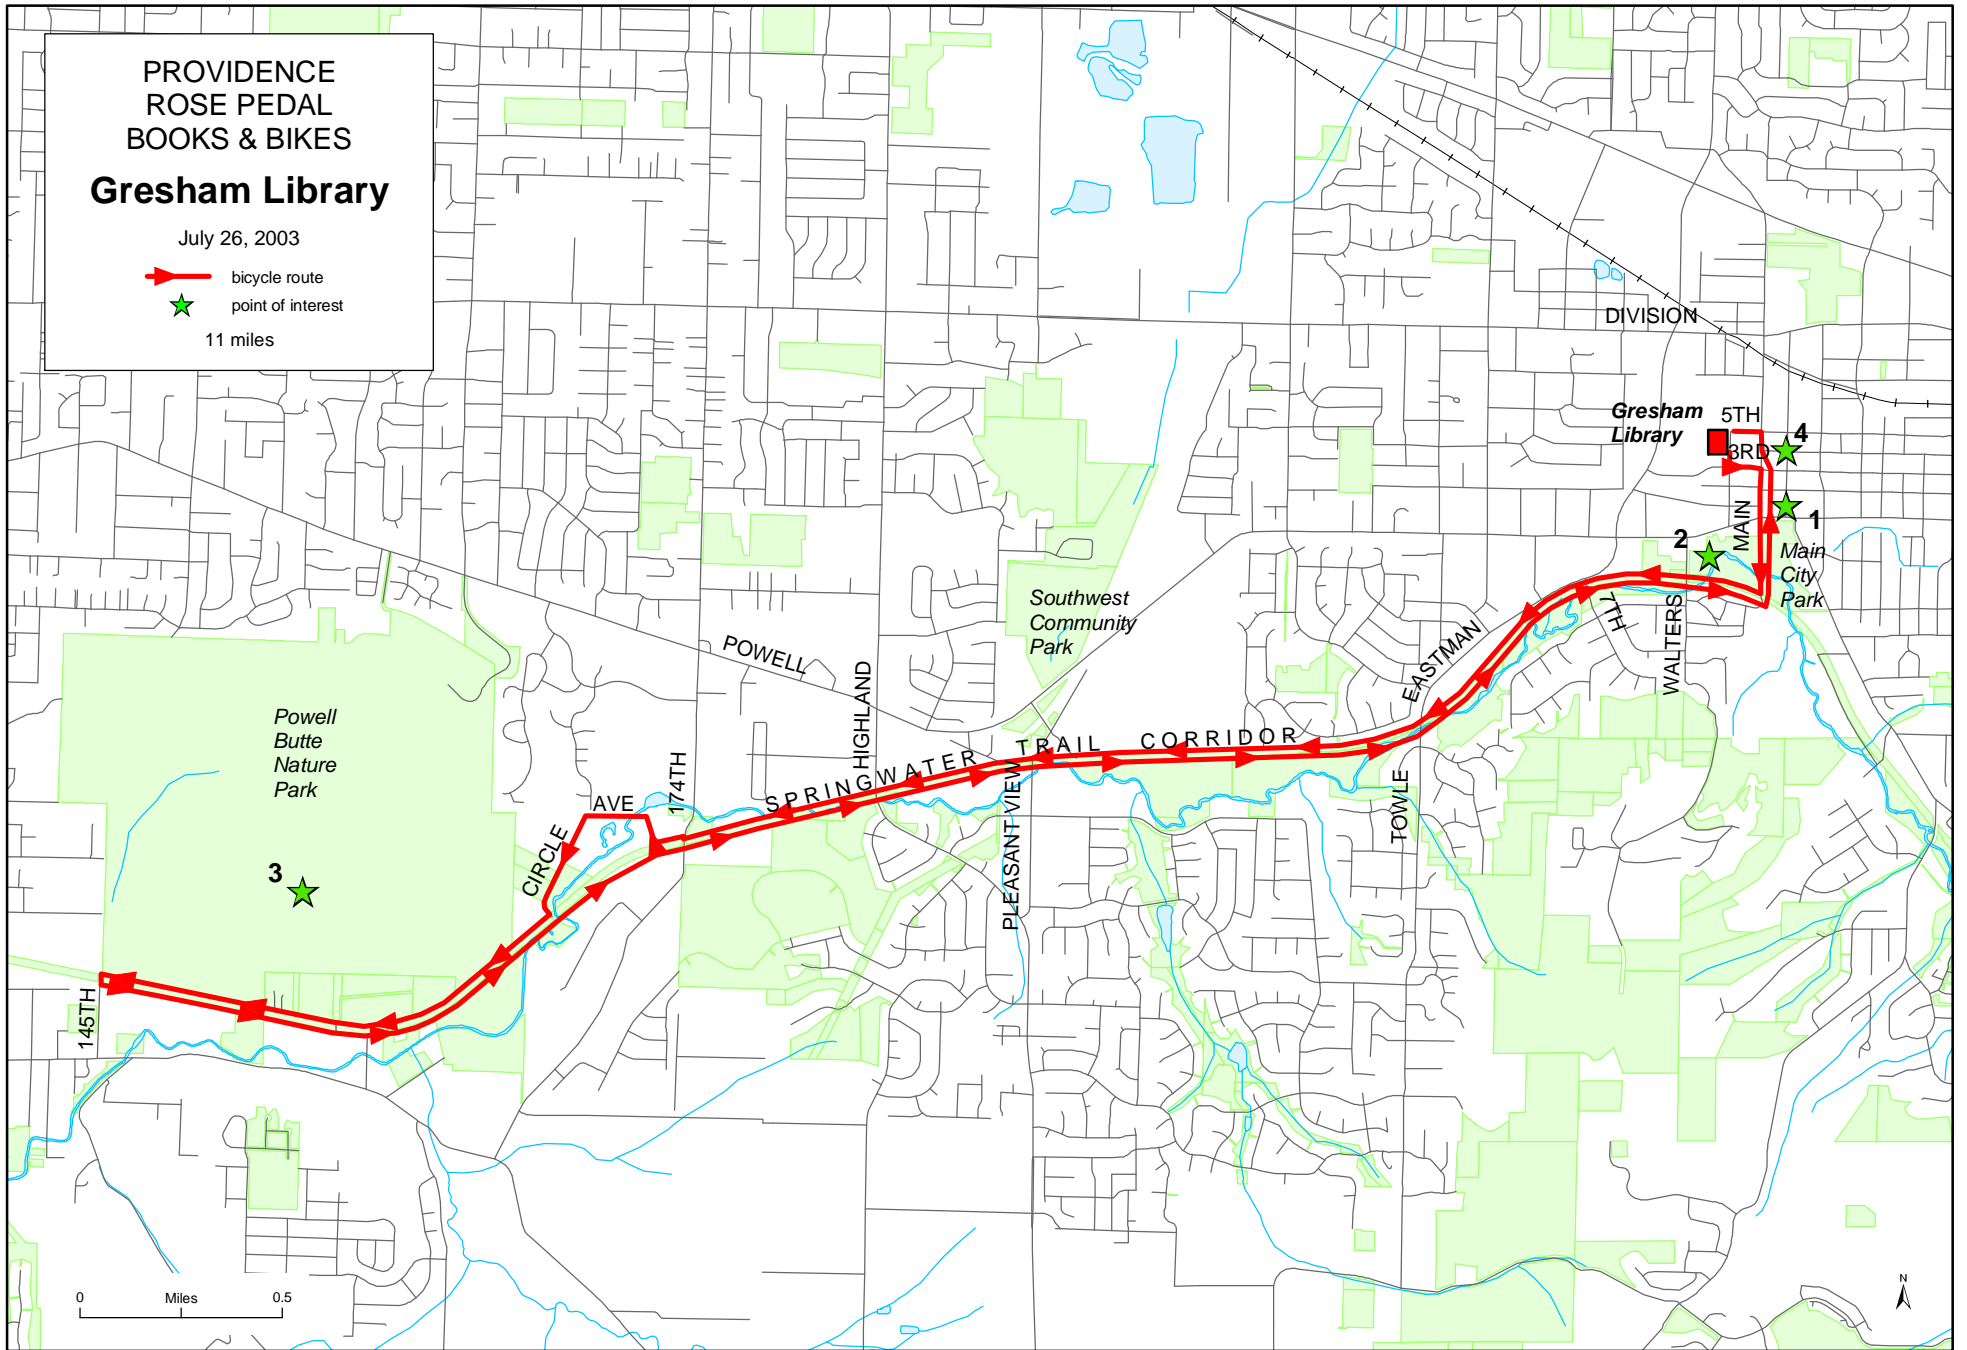 PROVIDENCE
ROSE PEDAL
BOOKS & BIKES
Gresham Library
July 26, 2003
bicycle route
point of interest
11 miles
DIVISION
Gresham
Library
5TH
3RD
4
1
2
MAIN
Main
City
Park
7TH
WALTERS
EASTMAN
Southwest
Community
Park
POWELL
HIGHLAND
SPRINGWATER TRAIL CORRIDOR
PLEASANT VIEW
TOWLE
174TH
AVE
CIRCLE
Powell
Butte
Nature
Park
3
145TH
0 Miles 0.5
N